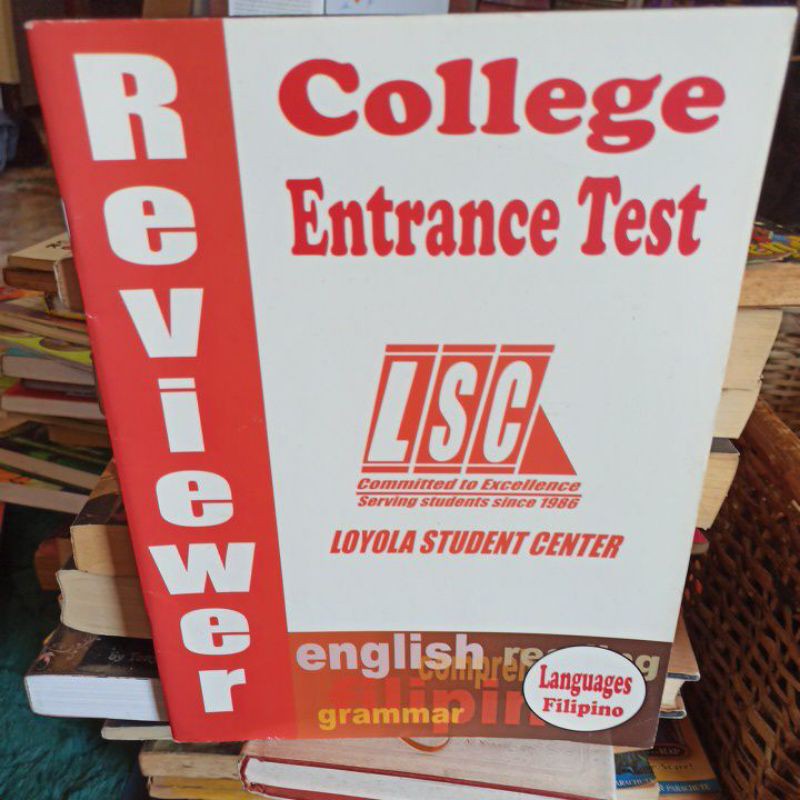 Reviewer
College
Entrance Test
LSC
Committed to Excellence
Serving students since 1986
LOYOLA STUDENT CENTER
english
grammar
Languages
Filipino